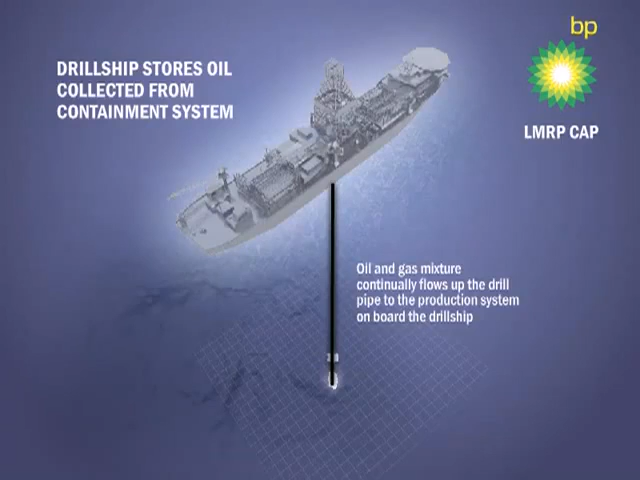 bp
DRILLSHIP STORES OIL
COLLECTED FROM
CONTAINMENT SYSTEM
LMRP CAP
Oil and gas mixture
continually flows up the drill
pipe to the production system
on board the drillship